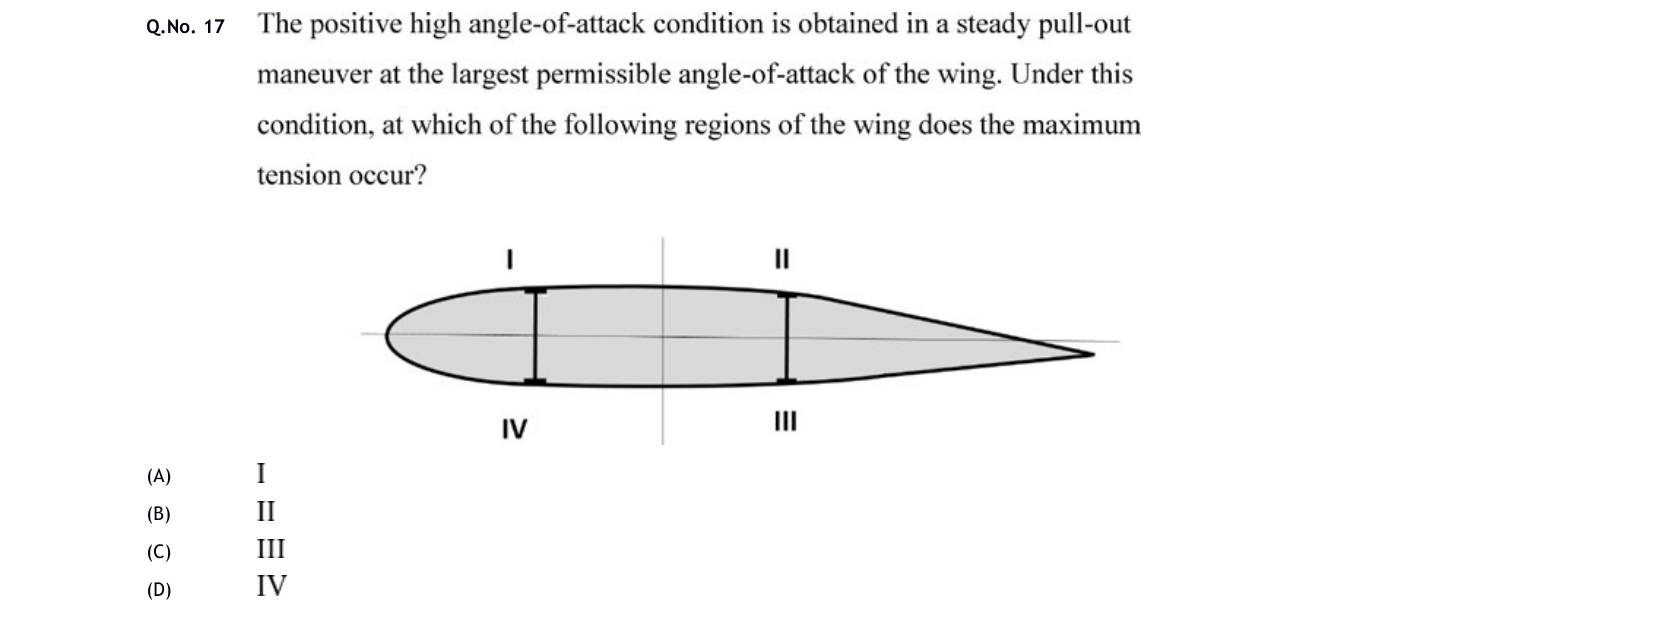 Q.No. 17 The positive high angle-of-attack condition is obtained in a steady pull-out
maneuver at the largest permissible angle-of-attack of the wing. Under this
condition, at which of the following regions of the wing does the maximum
tension occur?
I II
IV III
(A) I
(B) II
(C) III
(D) IV